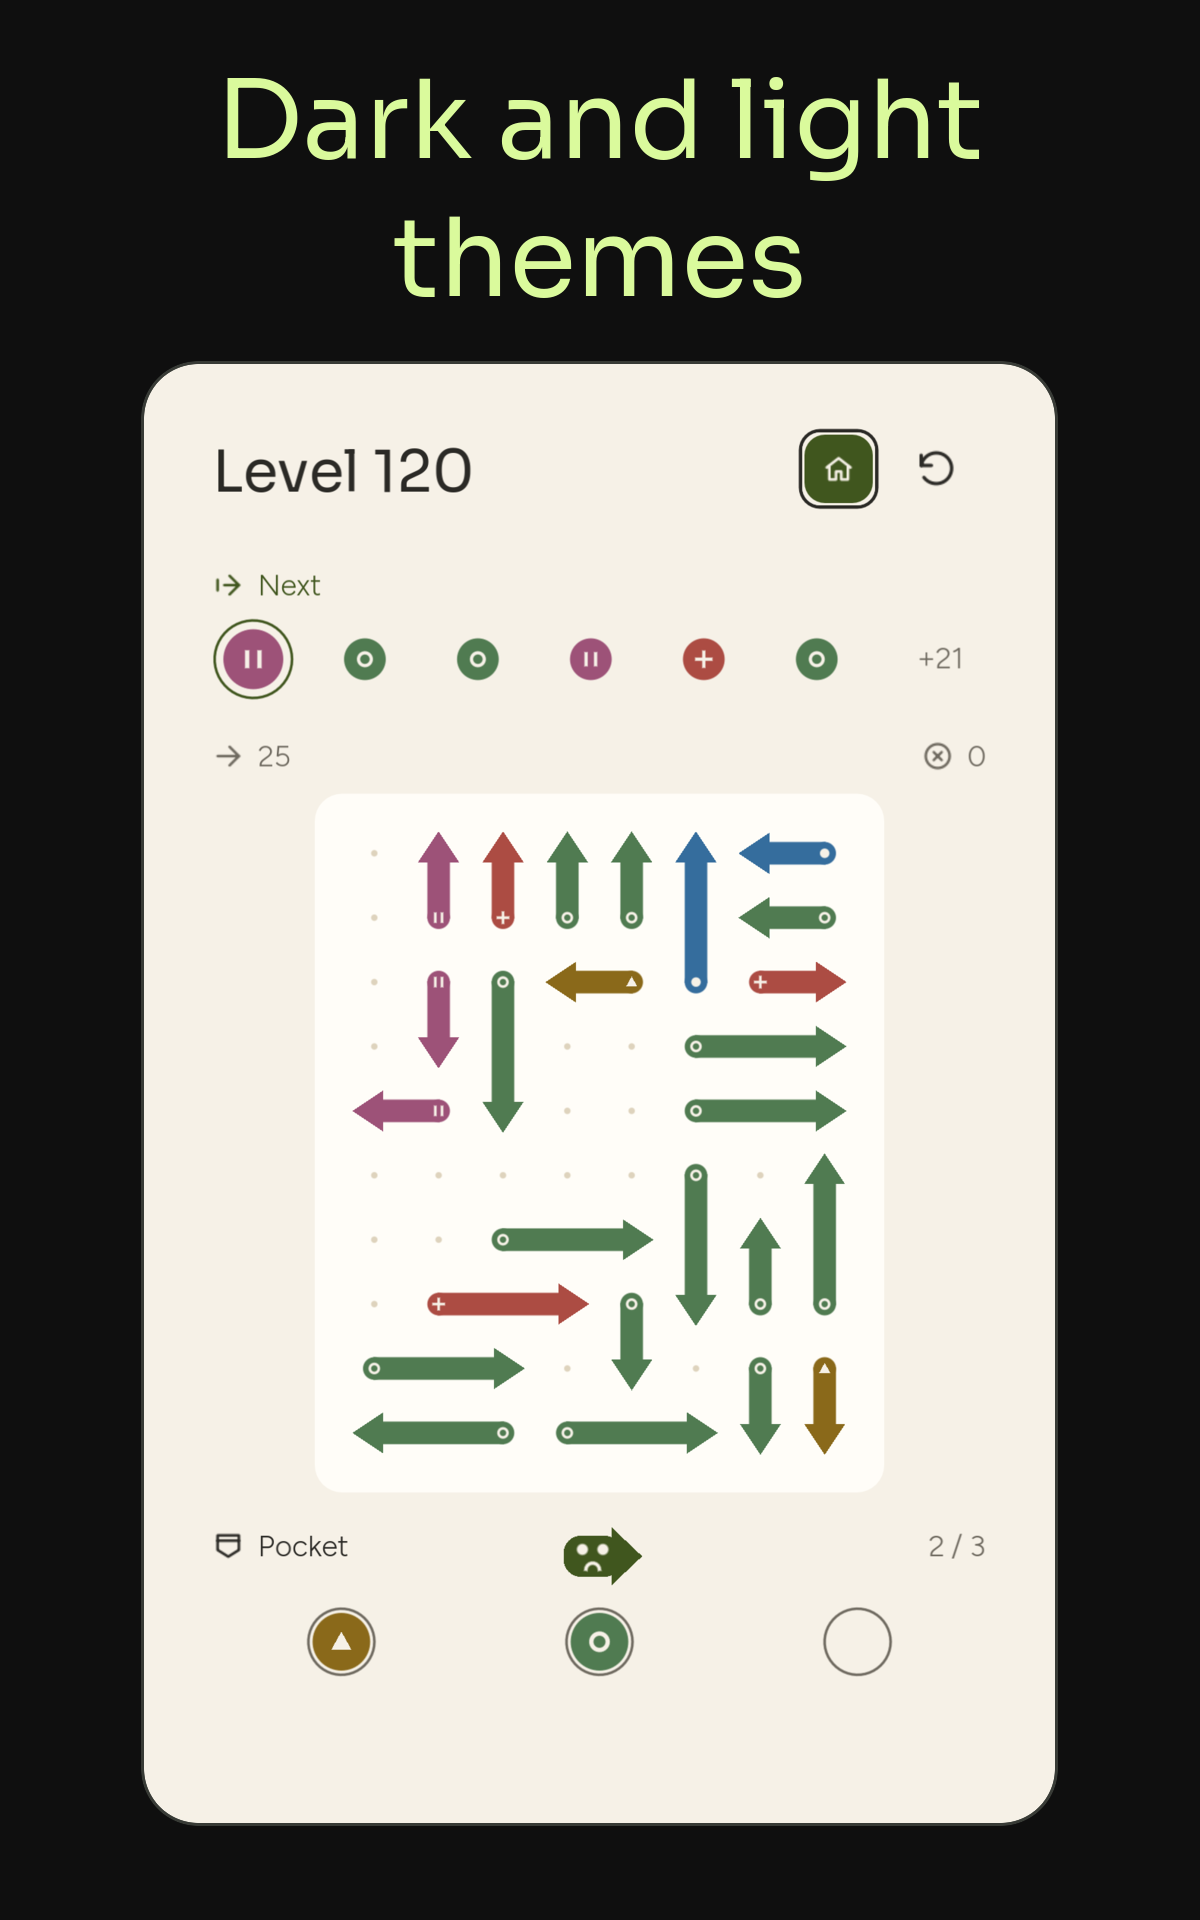 Dark and light
themes
Level 120
Next
+21
25
0
Pocket
2 / 3